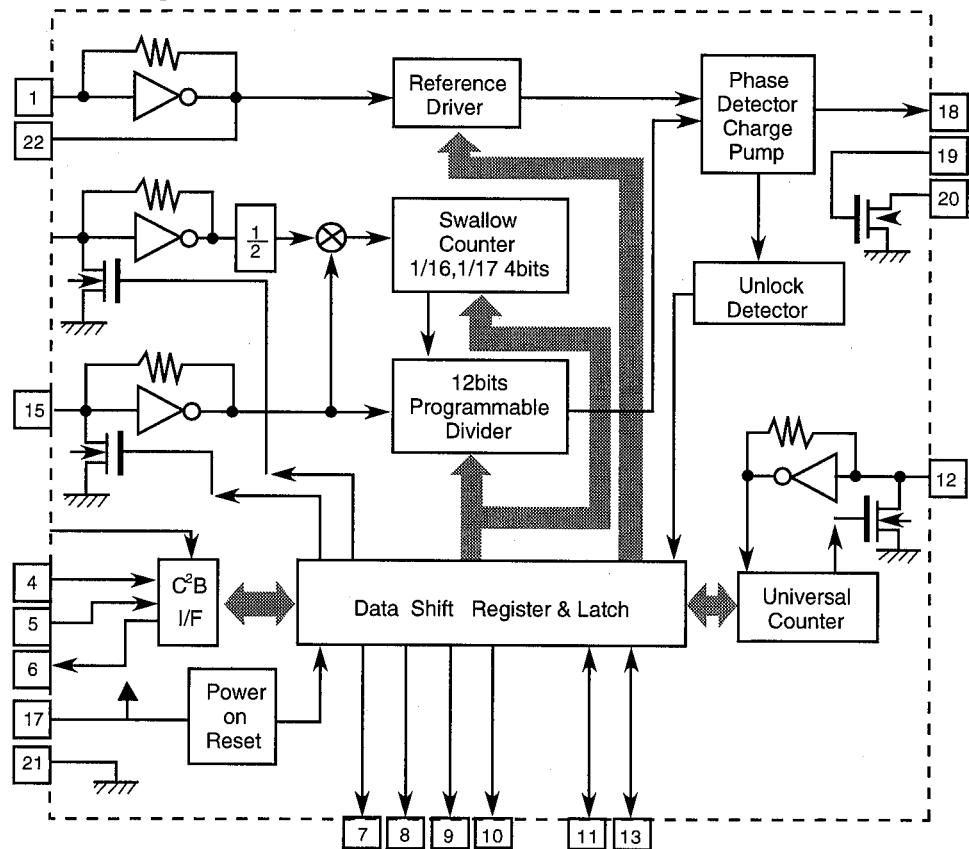 1
22
Reference
Driver
Phase
Detector
Charge
Pump
18
19
20
1
2
Swallow
Counter
1/16,1/17 4bits
Unlock
Detector
15
12bits
Programmable
Divider
12
4
5
6
C²B
I/F
Data Shift Register & Latch
Universal
Counter
17
Power
on
Reset
21
7
8
9
10
11
13